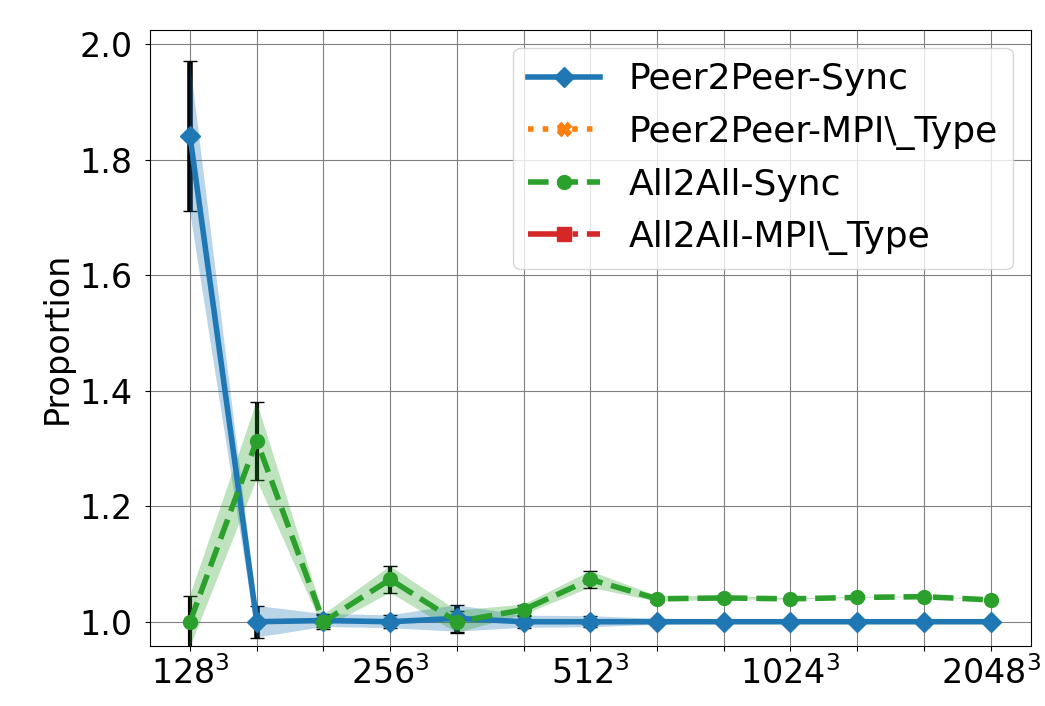 2.0
1.8
1.6
1.4
1.2
1.0
Proportion
Peer2Peer-Sync
Peer2Peer-MPI\_Type
All2All-Sync
All2All-MPI\_Type
128³ 256³ 512³ 1024³ 2048³